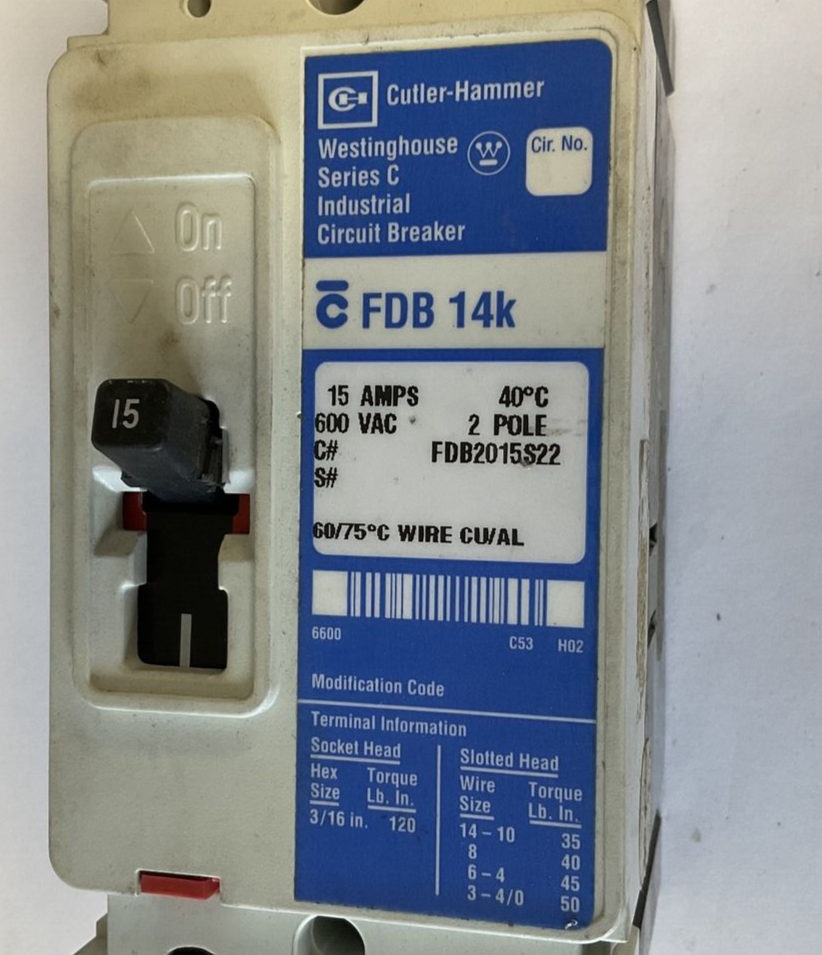 On
Off
15
CH
Cutler-Hammer
Westinghouse
W
Cir. No.
Series C
Industrial
Circuit Breaker
C FDB 14k
15 AMPS 40°C
600 VAC 2 POLE
C# FDB2015S22
S#
60/75°C WIRE CU/AL
6600 C53 H02
Modification Code
Terminal Information
Socket Head
Hex Torque
Size Lb. In.
3/16 in. 120
Slotted Head
Wire Torque
Size Lb. In.
14 – 10 35
8 40
6 – 4 45
3 – 4/0 50